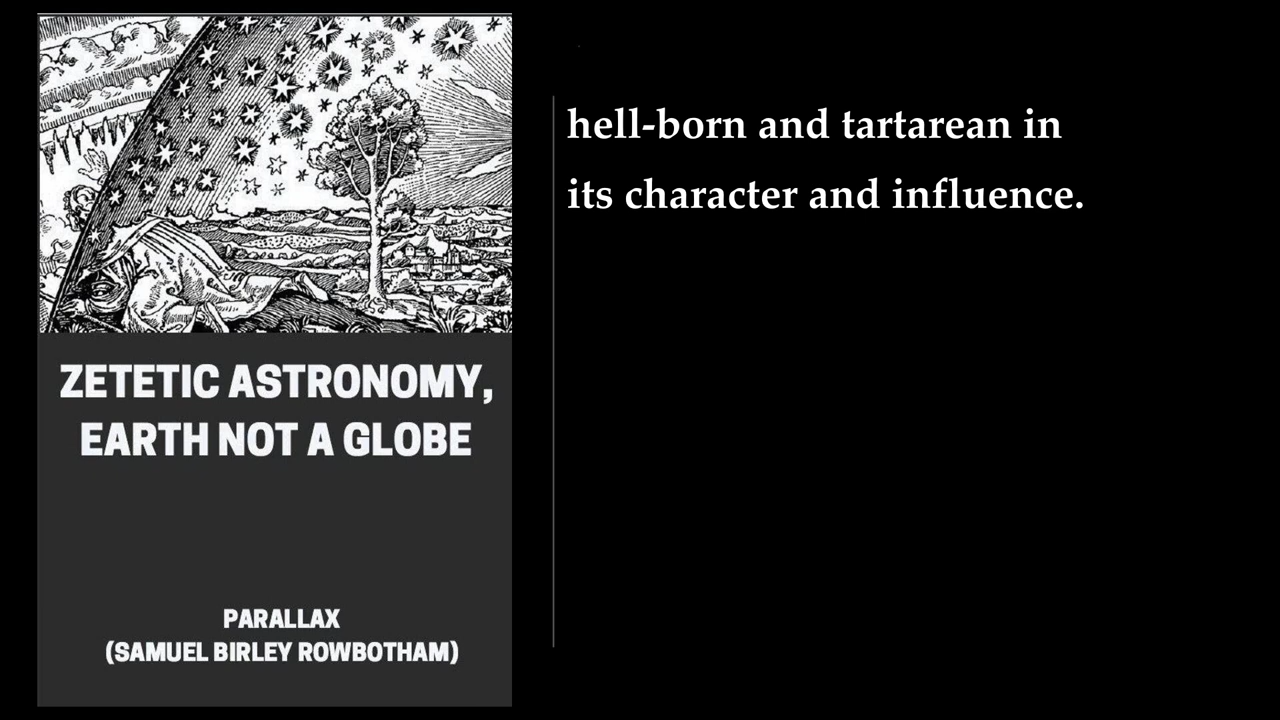 ZETETIC ASTRONOMY,
EARTH NOT A GLOBE
PARALLAX
(SAMUEL BIRLEY ROWBOTHAM)
hell-born and tartarean in
its character and influence.